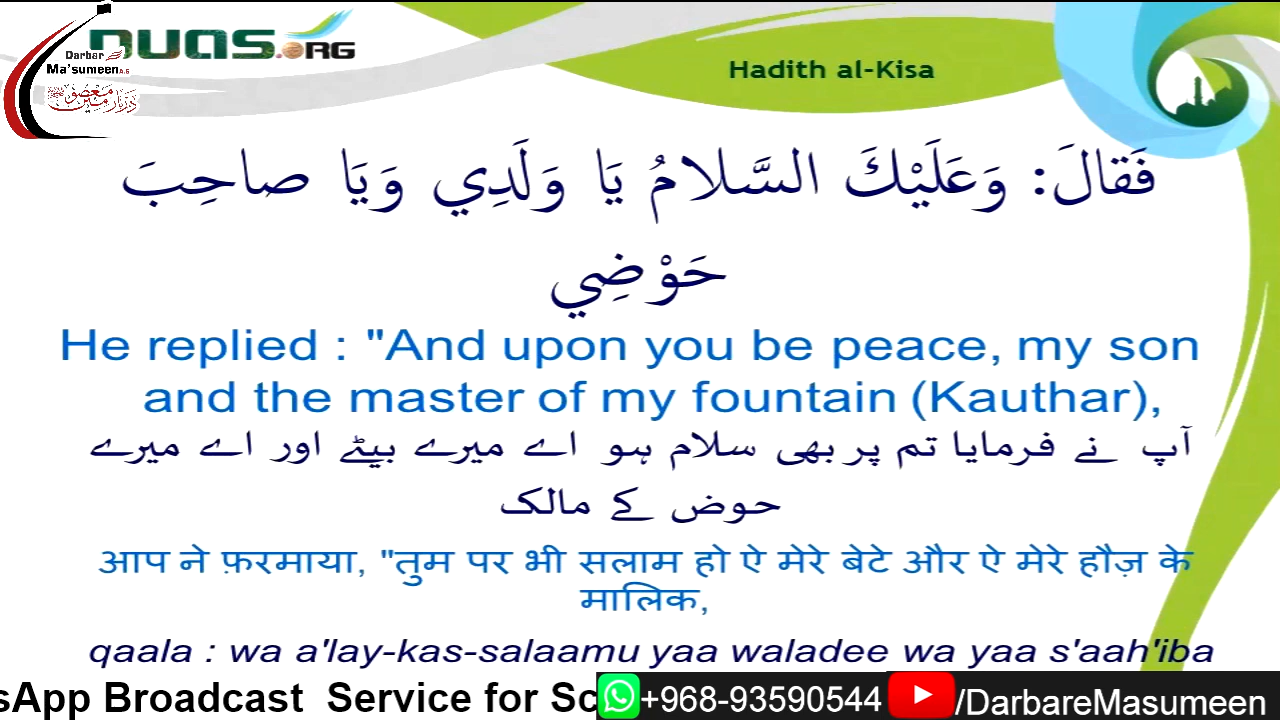 DUAS.ORG
Darbar
Ma'sumeen A.S
Hadith al-Kisa
فَقَالَ: وَعَلَيْكَ السَّلامُ يَا وَلَدِي وَيَا صاحِبَ
حَوْضِي
He replied : "And upon you be peace, my son
and the master of my fountain (Kauthar),
آپ نے فرمایا تم پر بھی سلام ہو اے میرے بیٹے اور اے میرے
حوض کے مالک
आप ने फ़रमाया, "तुम पर भी सलाम हो ऐ मेरे बेटे और ऐ मेरे हौज़ के
मालिक,
qaala : wa a'lay-kas-salaamu yaa waladee wa yaa s'aah'iba
sApp Broadcast Service for Sc +968-93590544 /DarbareMasumeen